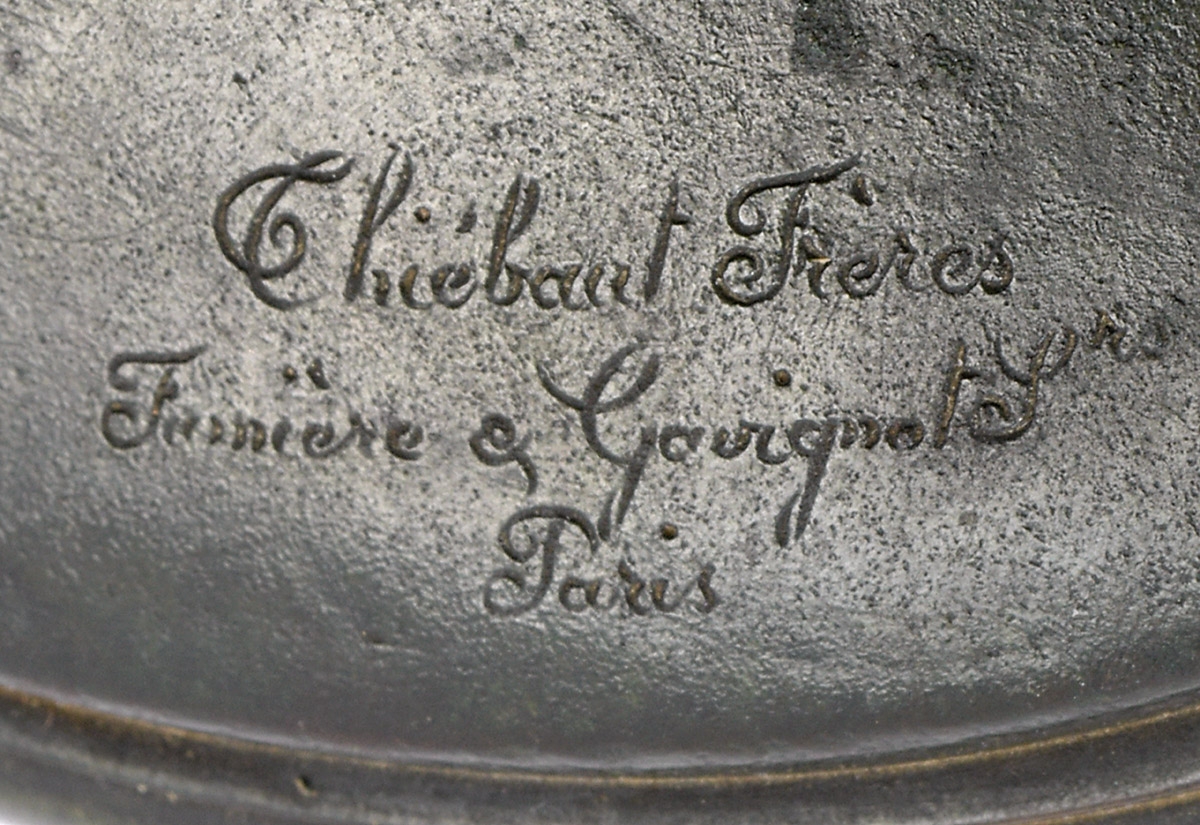 Thiébaut Frères
Fumière & Gavignot Srs
Paris